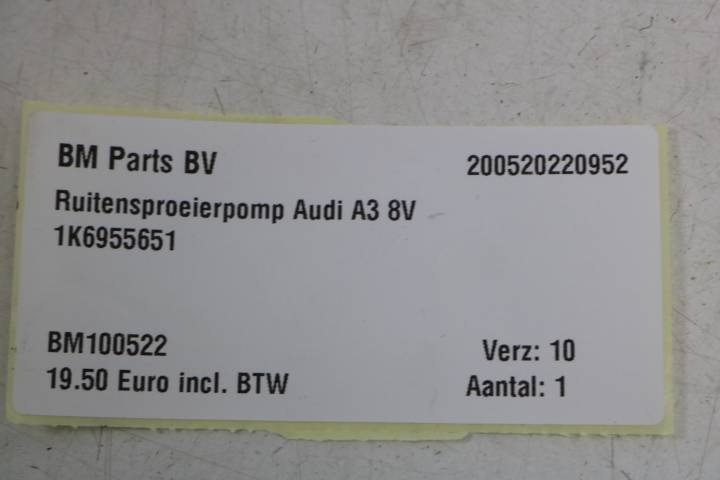 BM Parts BV 200520220952
Ruitensproeierpomp Audi A3 8V
1K6955651
BM100522 Verz: 10
19.50 Euro incl. BTW Aantal: 1